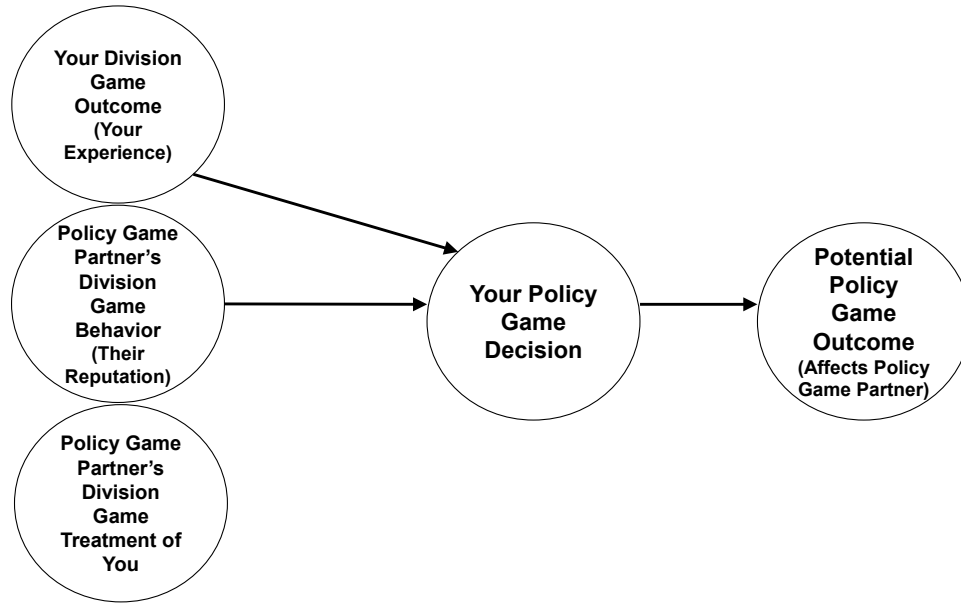 Your Division
Game
Outcome
(Your
Experience)
Policy Game
Partner’s
Division
Game
Behavior
(Their
Reputation)
Policy Game
Partner’s
Division
Game
Treatment of
You
Your Policy
Game
Decision
Potential
Policy
Game
Outcome
(Affects Policy
Game Partner)